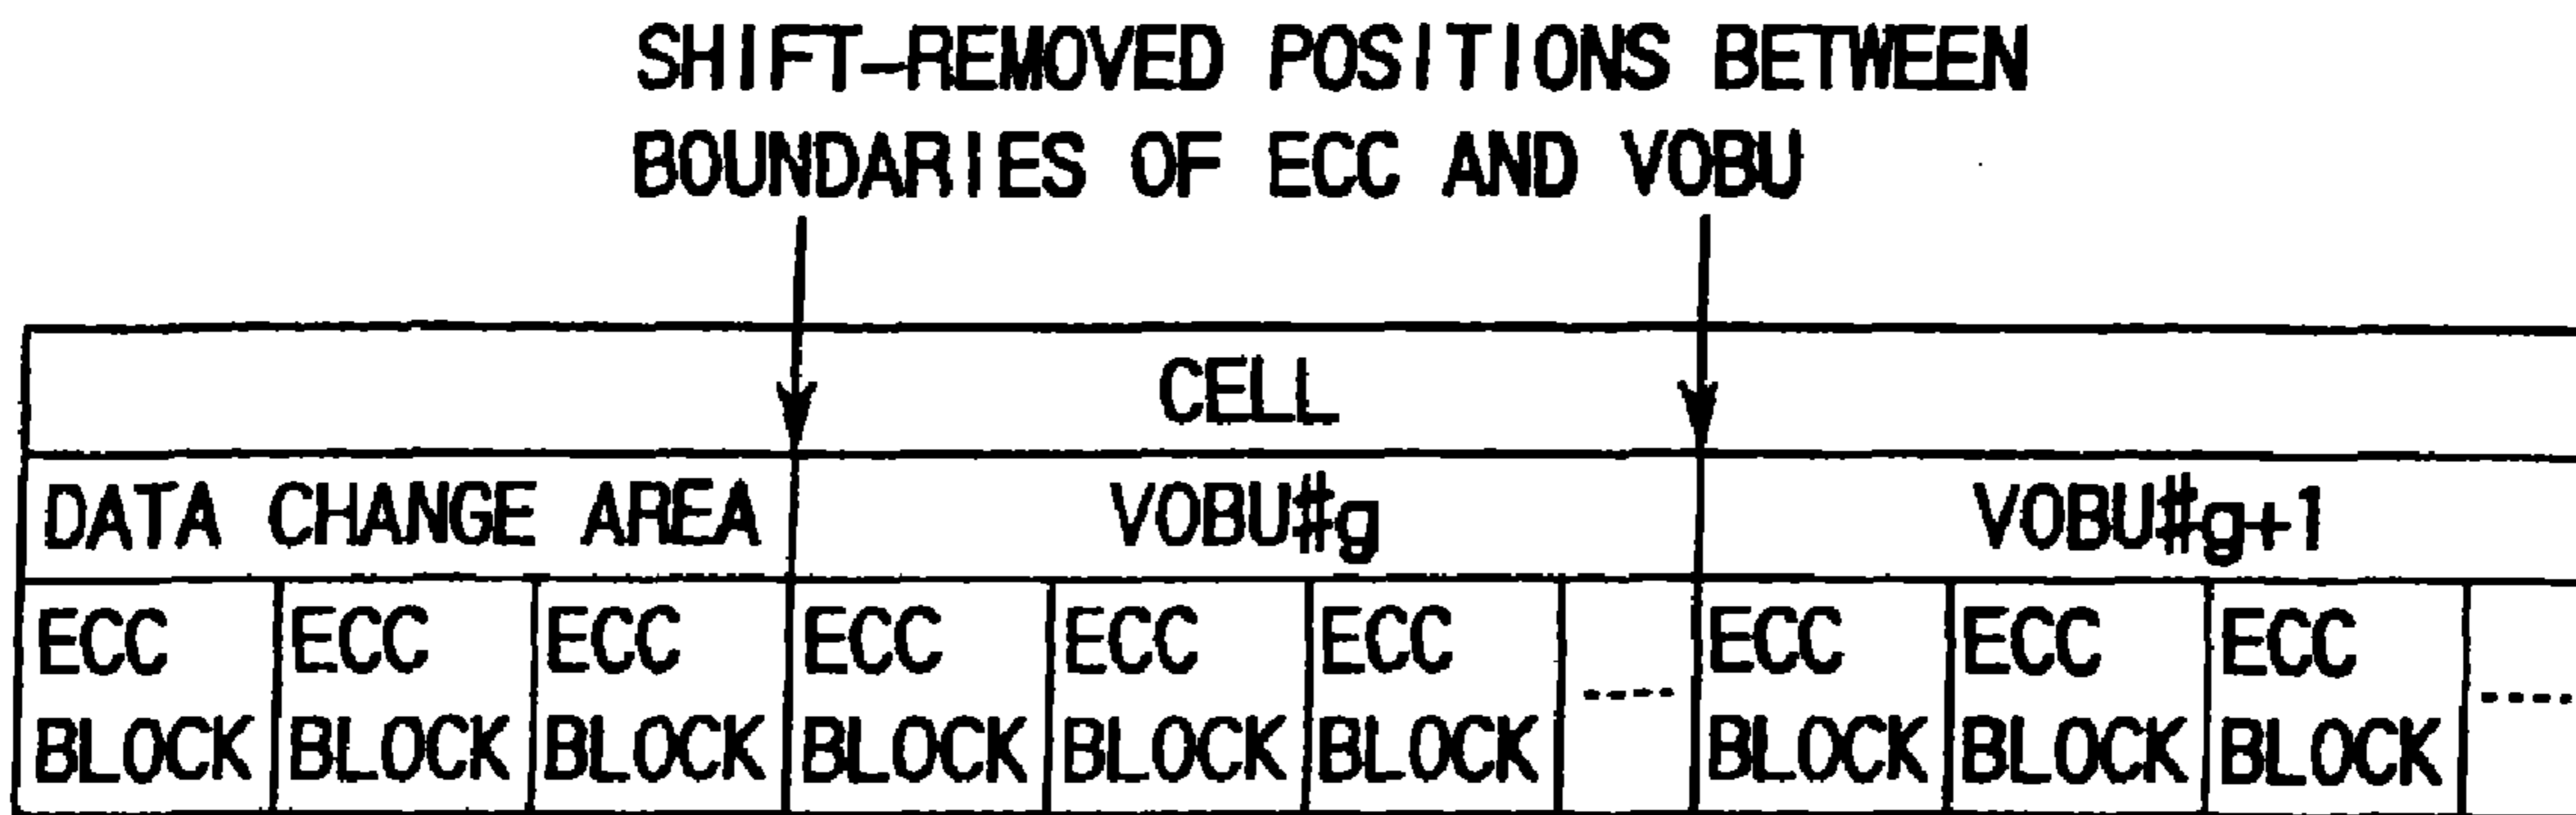 SHIFT-REMOVED POSITIONS BETWEEN
BOUNDARIES OF ECC AND VOBU
CELL
DATA CHANGE AREA VOBU#g VOBU#g+1
ECC ECC ECC ECC ECC ECC ECC ECC ECC
BLOCK BLOCK BLOCK BLOCK BLOCK BLOCK ---- BLOCK BLOCK BLOCK ----